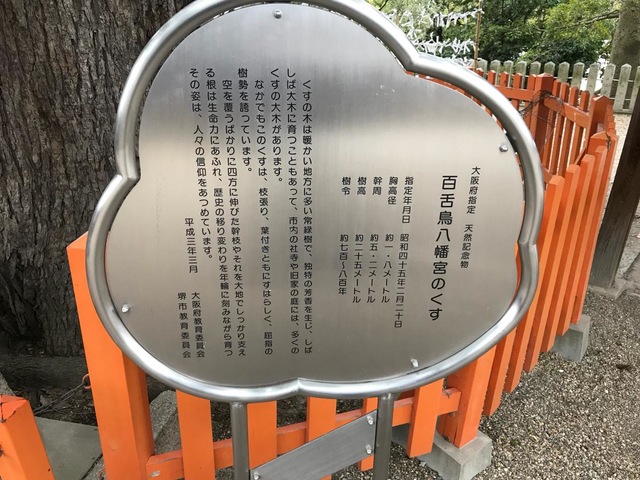 大阪府指定　天然記念物
百舌鳥八幡宮のくす
指定年月日　昭和四十五年二月二十日
胸高径　約一・八メートル
幹周　約五・二メートル
樹高　約二十五メートル
樹令　約七百～八百年
くすの木は暖かい地方に多い常緑樹で、独特の芳香を生じ、しば
しば大木に育つこともあって、市内の社寺や旧家の庭には、多くの
くすの大木があります。
なかでもこのくすは、枝張り、葉付きともにすばらしく、屈指の
樹勢を誇っています。
空を覆うばかりに四方に伸びた幹枝やそれを大地でしっかり支え
る根は生命力にあふれ、歴史の移り変わりを年輪に刻みながら育つ
その姿は、人々の信仰をあつめています。
平成三年三月
大阪府教育委員会
堺市教育委員会